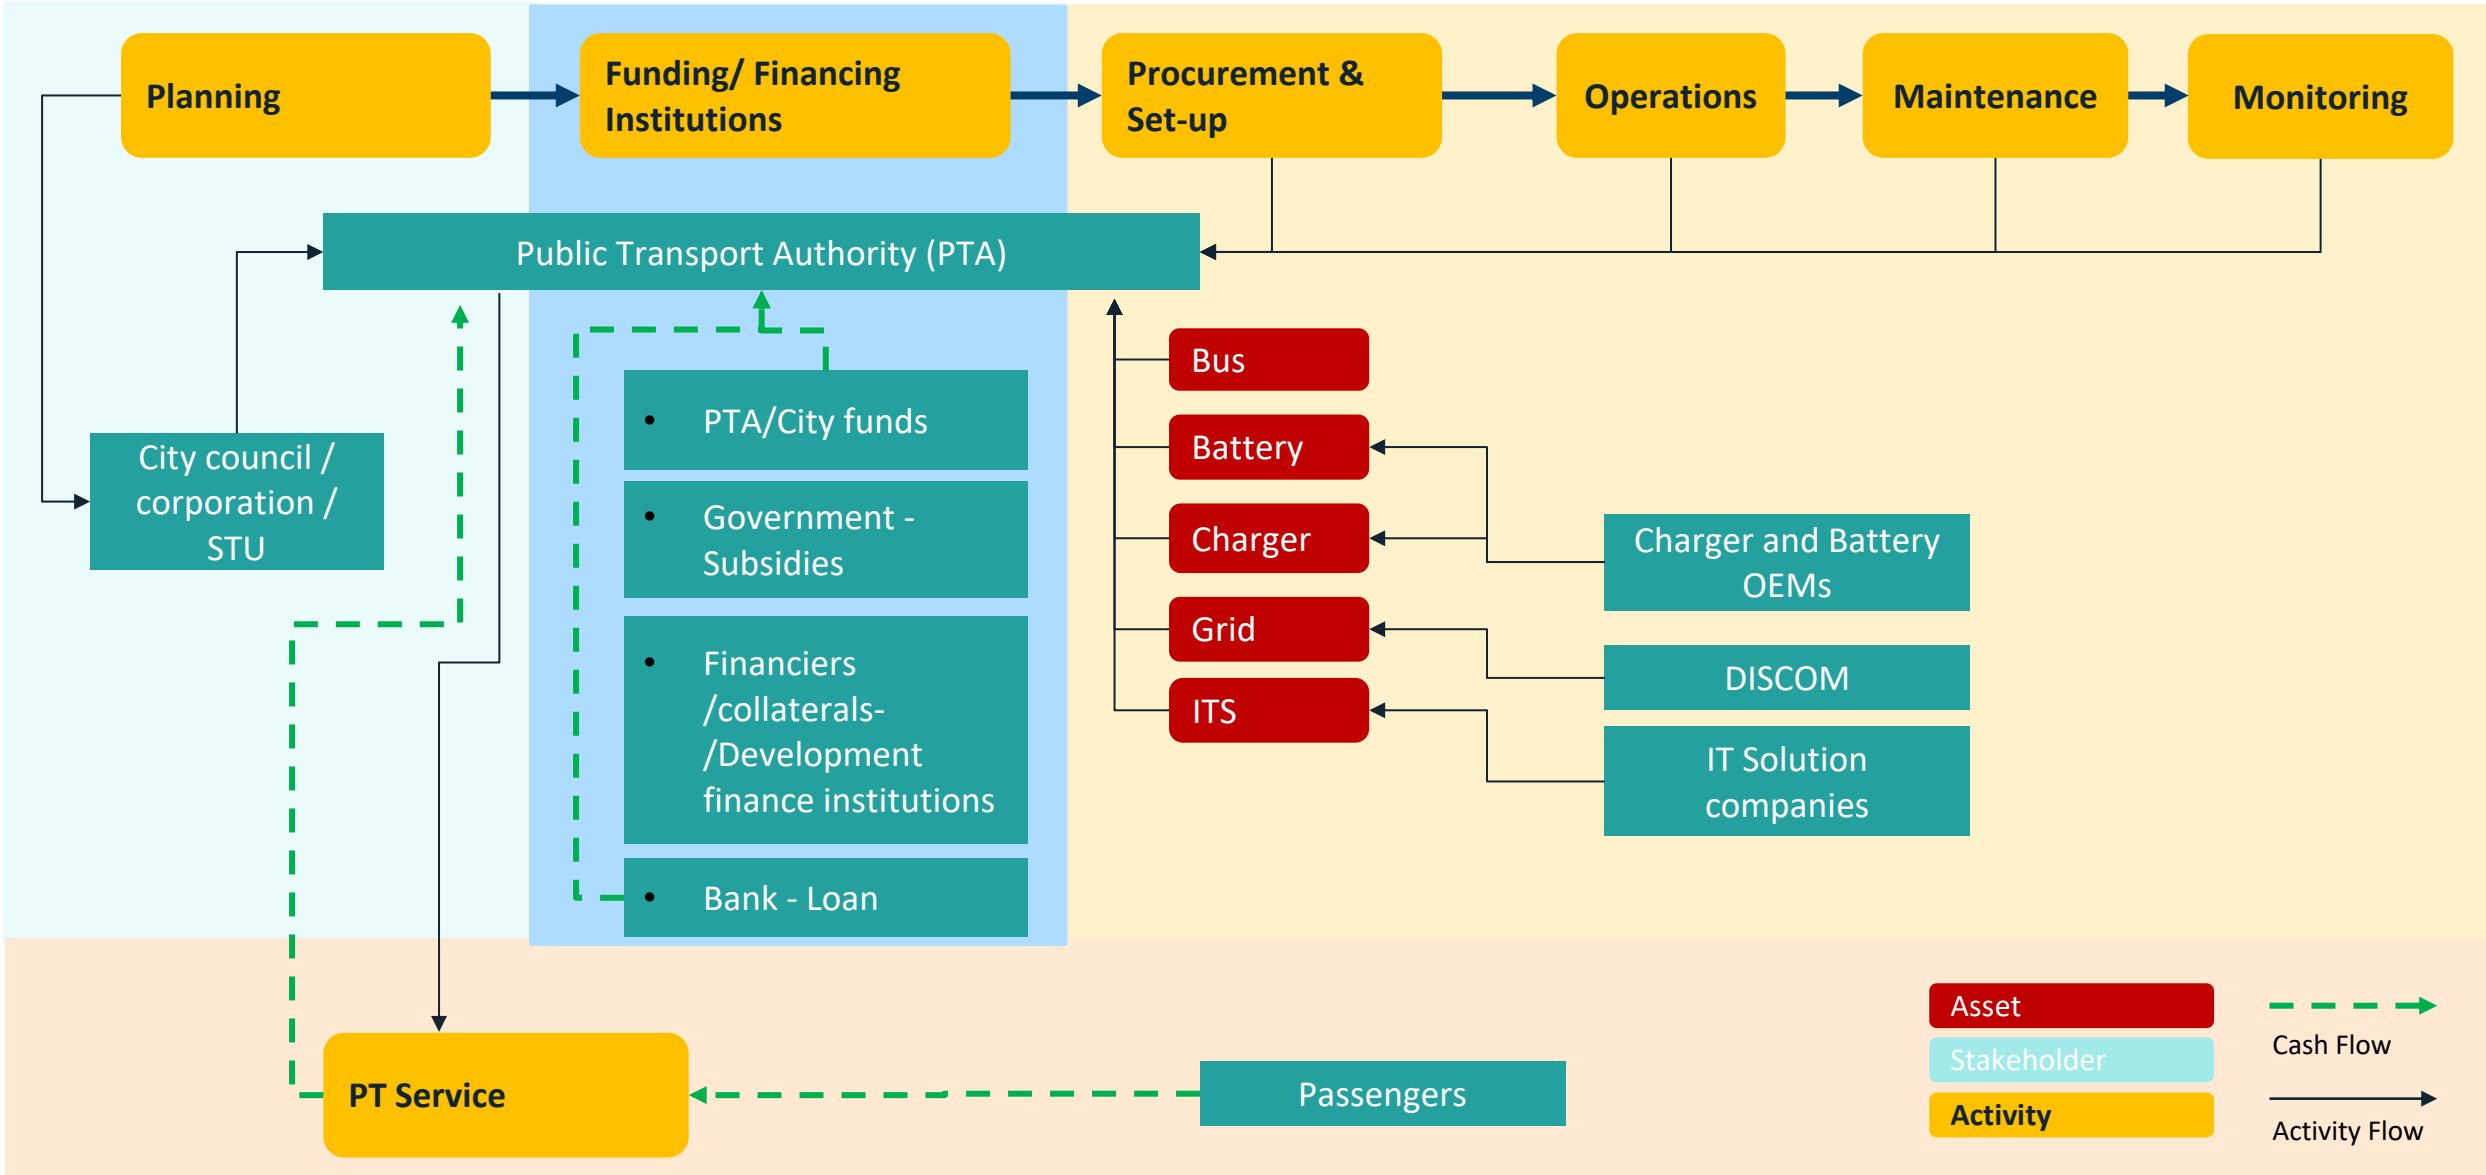 Planning
Funding/ Financing
Institutions
Procurement &
Set-up
Operations
Maintenance
Monitoring
Public Transport Authority (PTA)
City council /
corporation /
STU
• PTA/City funds
• Government -
Subsidies
• Financiers
/collaterals-
/Development
finance institutions
• Bank - Loan
Bus
Battery
Charger
Grid
ITS
Charger and Battery
OEMs
DISCOM
IT Solution
companies
PT Service
Passengers
Asset
Stakeholder
Activity
Cash Flow
Activity Flow